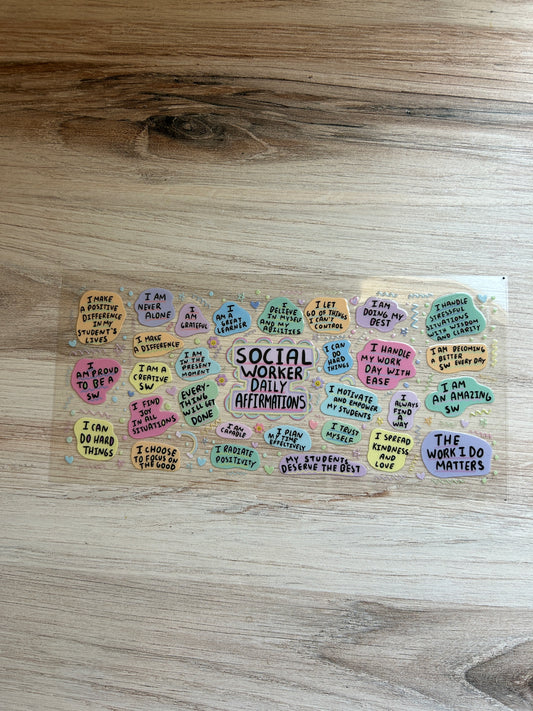 I MAKE
A POSITIVE
DIFFERENCE
IN MY
STUDENT'S
LIVES
I AM
NEVER
ALONE
I
AM
GRATEFUL
I
AM A
GREAT
LEARNER
I
BELIEVE
IN MYSELF
AND MY
ABILITIES
I LET
GO OF THINGS
I CAN'T
CONTROL
I AM
DOING MY
BEST
I HANDLE
STRESSFUL
SITUATIONS
WITH WISDOM
AND CLARITY
I MAKE
A DIFFERENCE
I AM
IN THE
PRESENT
MOMENT
SOCIAL
WORKER
DAILY
AFFIRMATIONS
I CAN
DO
HARD
THINGS
I HANDLE
MY WORK
DAY WITH
EASE
I AM BECOMING
A BETTER
SW EVERY DAY
I
AM PROUD
TO BE A
SW
I AM A
CREATIVE
SW
I FIND
JOY
IN ALL
SITUATIONS
EVERY-
THING
WILL GET
DONE
I MOTIVATE
AND EMPOWER
MY STUDENTS
I
ALWAYS
FIND A
WAY
I AM
AN AMAZING
SW
I CAN
DO HARD
THINGS
I CHOOSE
TO FOCUS ON
THE GOOD
I AM
CAPABLE
I RADIATE
POSITIVITY
I PLAN
MY TIME
EFFECTIVELY
I TRUST
MYSELF
MY STUDENTS
DESERVE THE BEST
I SPREAD
KINDNESS
AND
LOVE
THE
WORK I DO
MATTERS